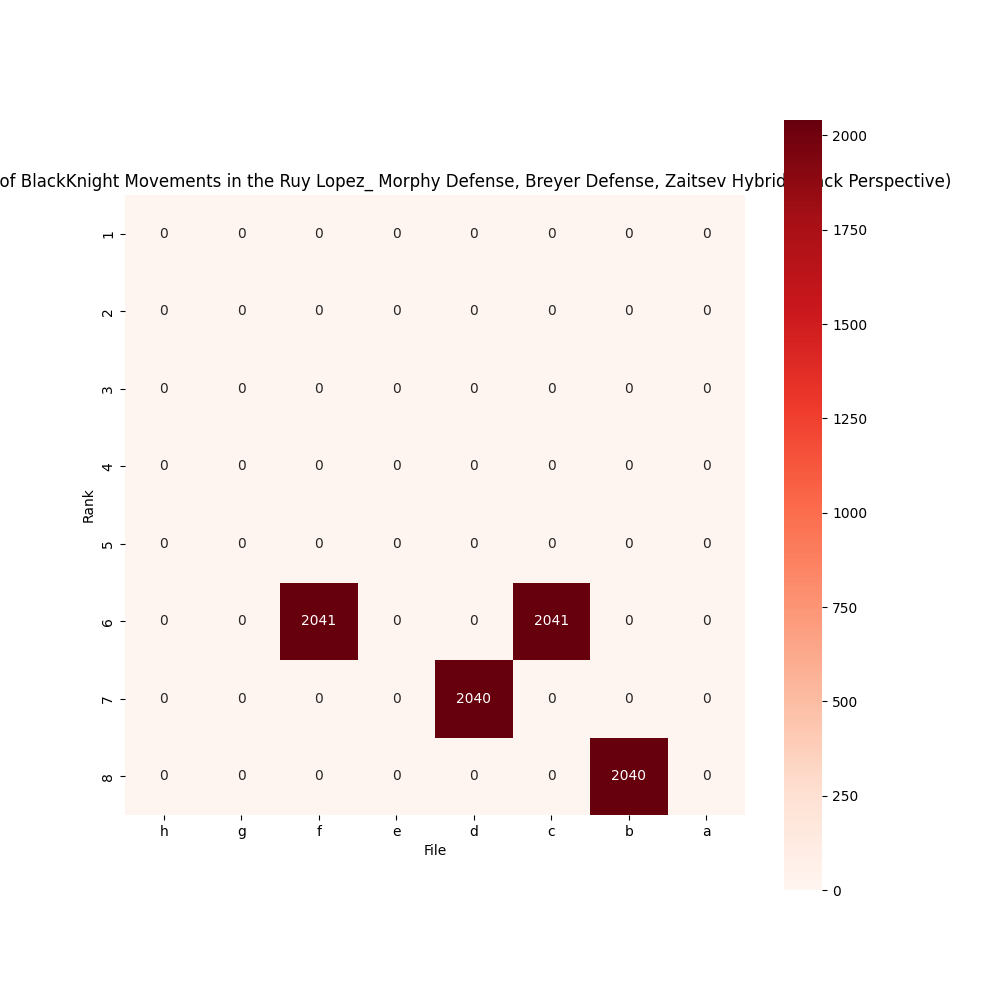 of BlackKnight Movements in the Ruy Lopez_ Morphy Defense, Breyer Defense, Zaitsev Hybrid Perspective)
2000
1750
1500
1250
1000
750
500
250
0
Rank
1 0 0 0 0 0 0 0 0
2 0 0 0 0 0 0 0 0
3 0 0 0 0 0 0 0 0
4 0 0 0 0 0 0 0 0
5 0 0 0 0 0 0 0 0
6 0 0 2041 0 0 2041 0 0
7 0 0 0 0 2040 0 0 0
8 0 0 0 0 0 0 2040 0
h g f e d c b a
File